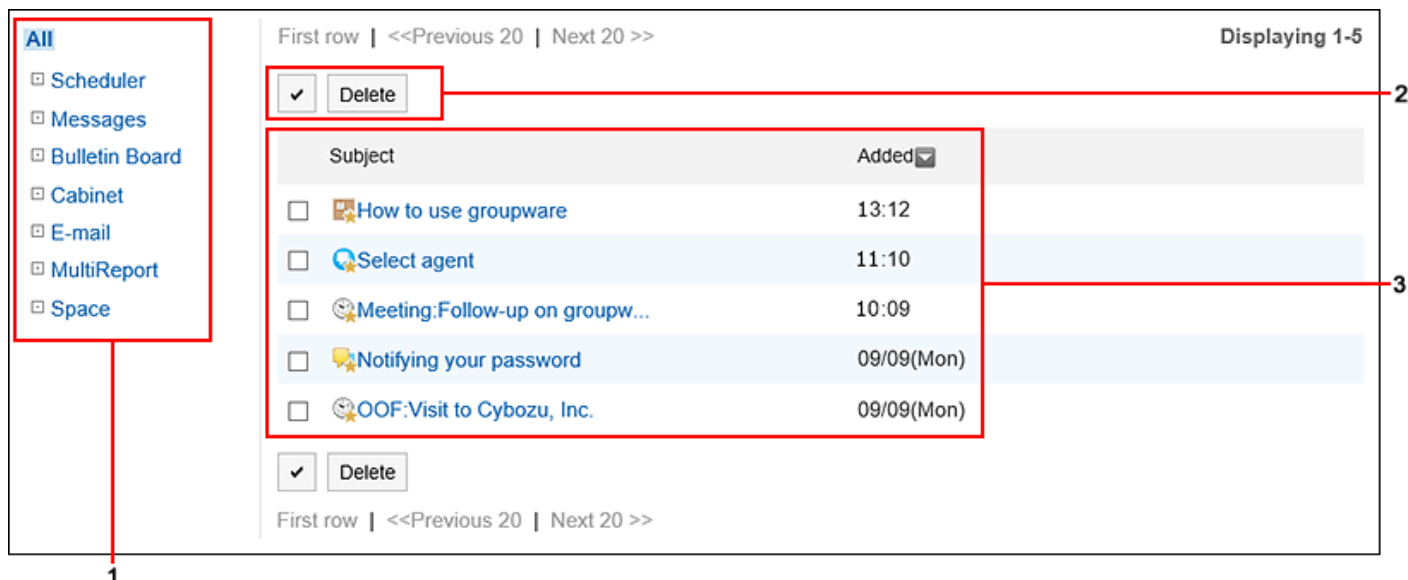 All
Scheduler
Messages
Bulletin Board
Cabinet
E-mail
MultiReport
Space
1
First row | <<Previous 20 | Next 20 >>
Displaying 1-5
Delete
2
Subject Added
How to use groupware 13:12
Select agent 11:10
Meeting:Follow-up on groupw... 10:09
Notifying your password 09/09(Mon)
OOF:Visit to Cybozu, Inc. 09/09(Mon)
3
Delete
First row | <<Previous 20 | Next 20 >>